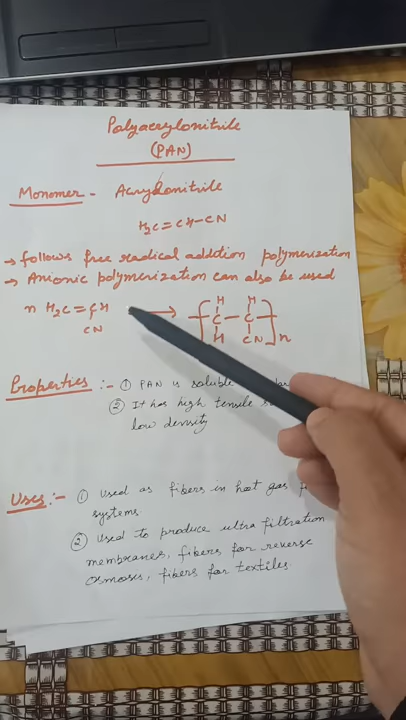 Polyacrylonitrile
(PAN)
Monomer - Acrylonitrile
H2C=CH-CN
→ follows free radical addition polymerization
→ Anionic polymerization can also be used
n H2C=CH → [ C - C ]n
CN H H H CN
Properties :- ① PAN is soluble
② It has high tensile
low density
Uses :- ① Used as fibers in hot gas
systems.
② Used to produce ultra filtration
membranes, fibers for reverse
osmosis, fibers for textiles